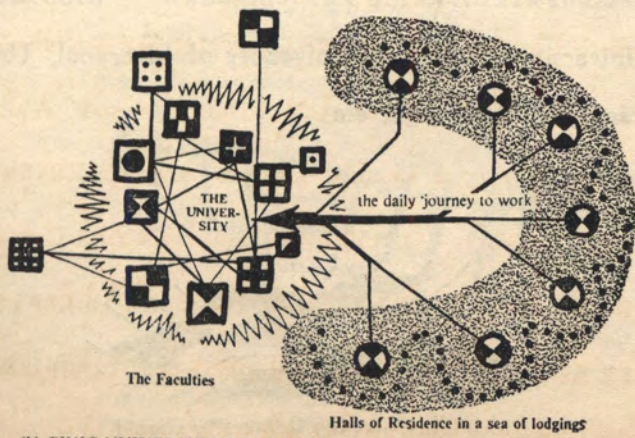 THE
UNIVER-
SITY
the daily journey to work
The Faculties
Halls of Residence in a sea of lodgings